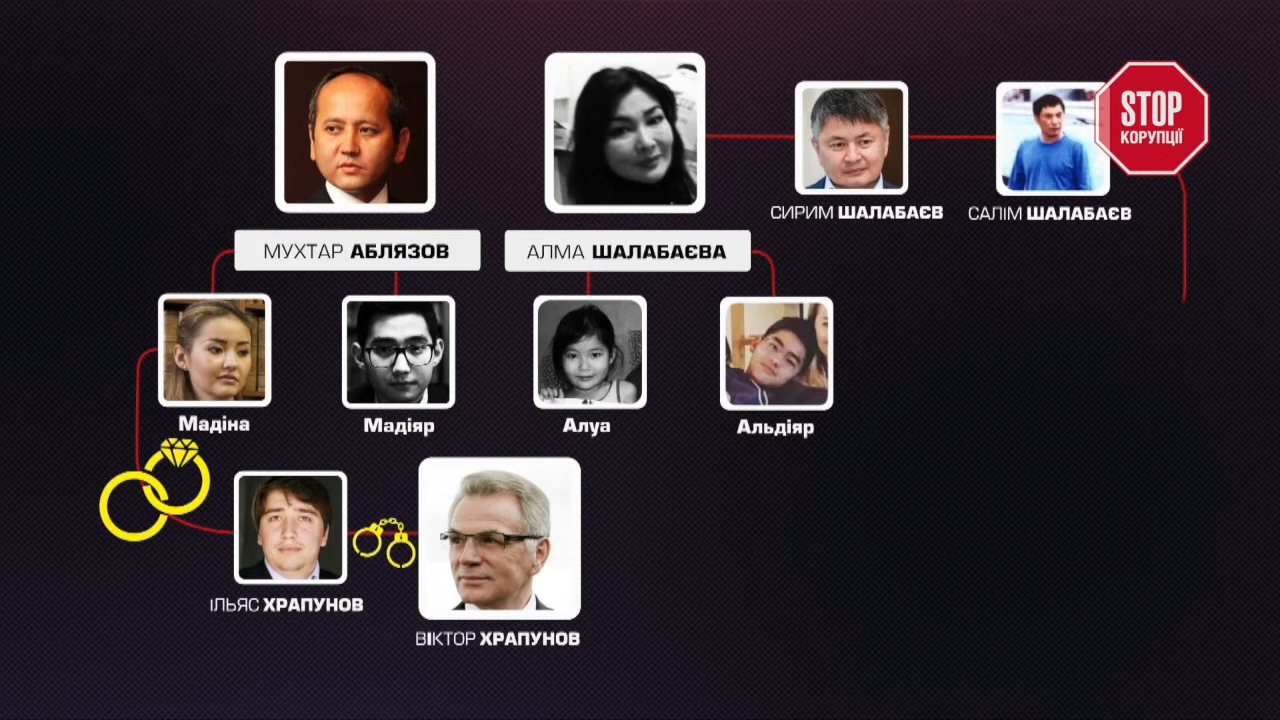 STOP
КОРУПЦІЇ
СИРИМ ШАЛАБАЄВ
САЛІМ ШАЛАБАЄВ
МУХТАР АБЛЯЗОВ
АЛМА ШАЛАБАЄВА
Мадіна
Мадіяр
Алуа
Альдіяр
ІЛЬЯС ХРАПУНОВ
ВІКТОР ХРАПУНОВ